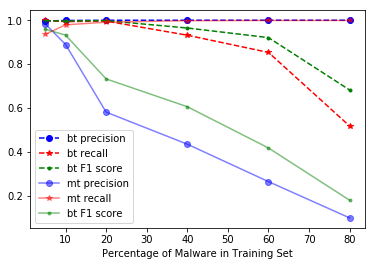 1.0
0.8
0.6
0.4
0.2
bt precision
bt recall
bt F1 score
mt precision
mt recall
bt F1 score
10 20 30 40 50 60 70 80
Percentage of Malware in Training Set